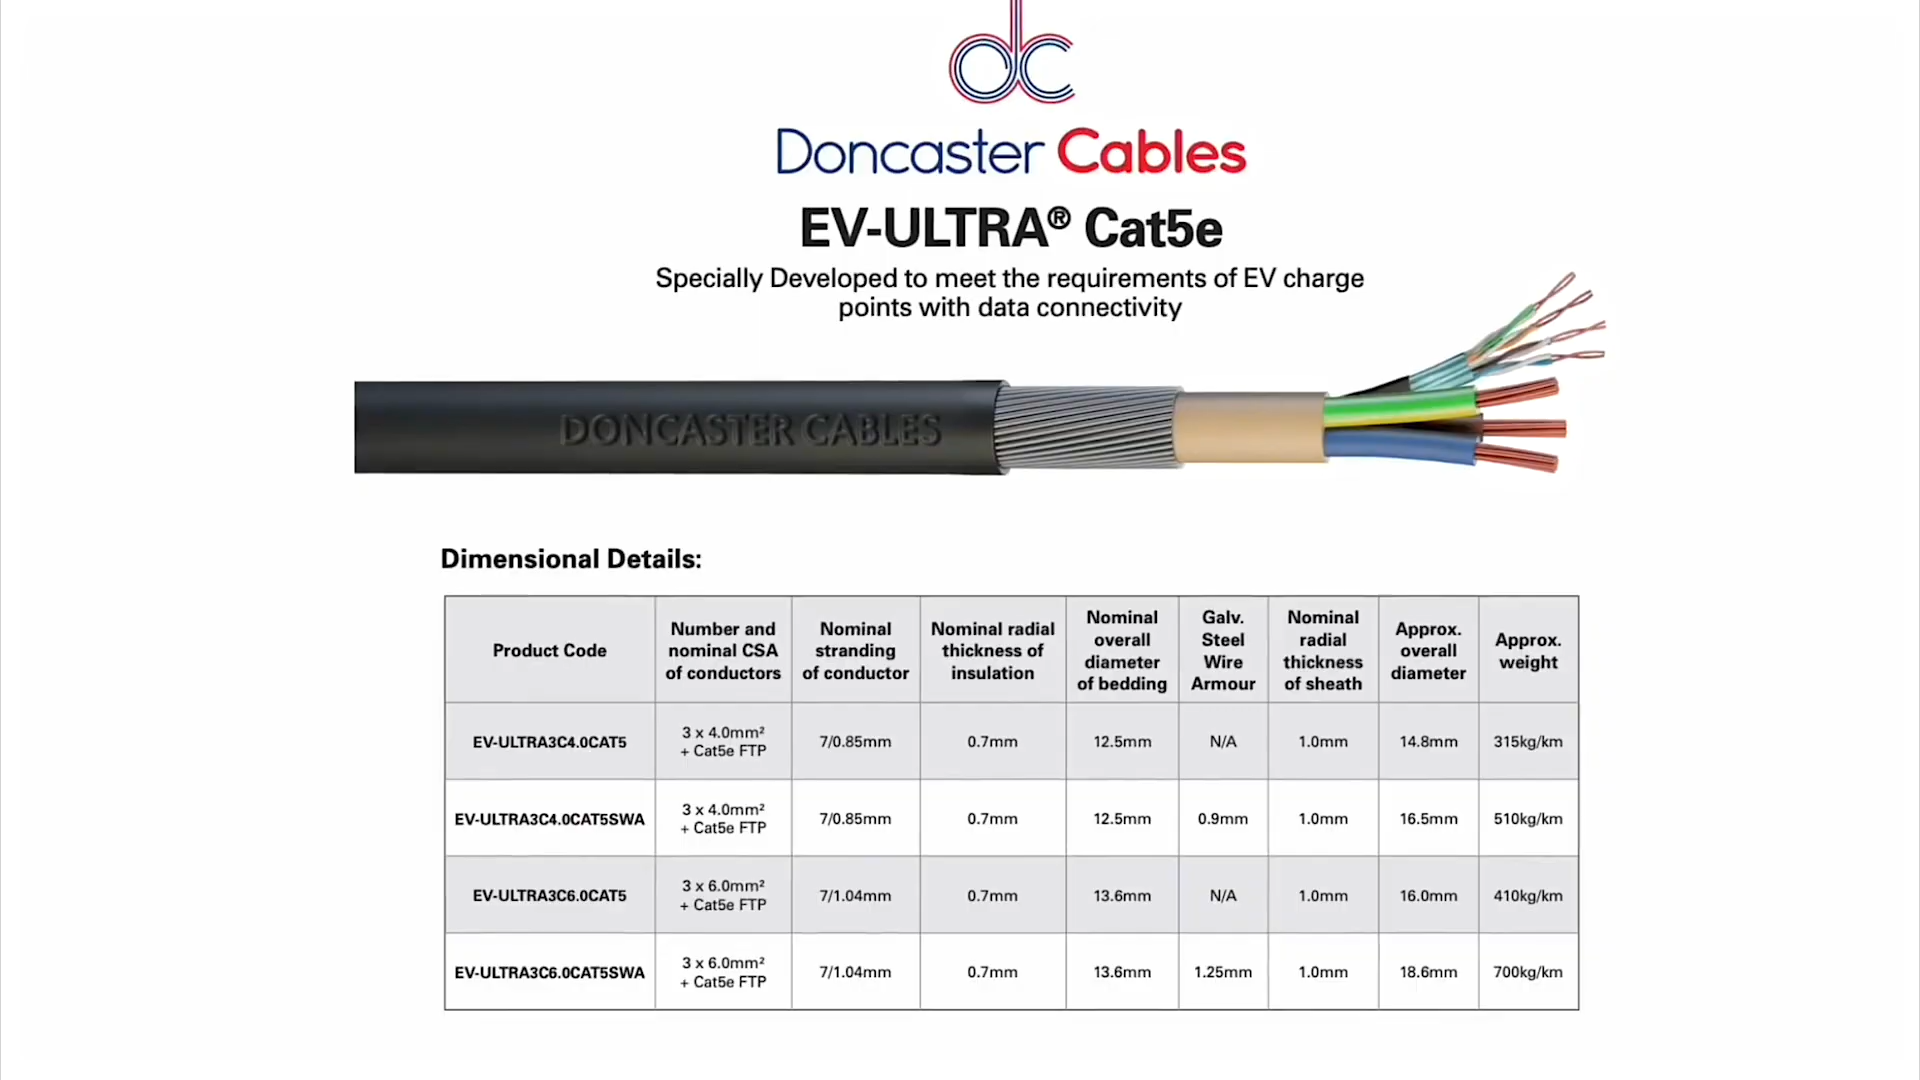 dc
Doncaster Cables
EV-ULTRA® Cat5e
Specially Developed to meet the requirements of EV charge
points with data connectivity
DONCASTER CABLES
Dimensional Details:
Product Code
Number and
nominal CSA
of conductors
Nominal
stranding
of conductor
Nominal radial
thickness of
insulation
Nominal
overall
diameter
of bedding
Galv.
Steel
Wire
Armour
Nominal
radial
thickness
of sheath
Approx.
overall
diameter
Approx.
weight
EV-ULTRA3C4.0CAT5
3 x 4.0mm²
+ Cat5e FTP
7/0.85mm
0.7mm
12.5mm
N/A
1.0mm
14.8mm
315kg/km
EV-ULTRA3C4.0CAT5SWA
3 x 4.0mm²
+ Cat5e FTP
7/0.85mm
0.7mm
12.5mm
0.9mm
1.0mm
16.5mm
510kg/km
EV-ULTRA3C6.0CAT5
3 x 6.0mm²
+ Cat5e FTP
7/1.04mm
0.7mm
13.6mm
N/A
1.0mm
16.0mm
410kg/km
EV-ULTRA3C6.0CAT5SWA
3 x 6.0mm²
+ Cat5e FTP
7/1.04mm
0.7mm
13.6mm
1.25mm
1.0mm
18.6mm
700kg/km